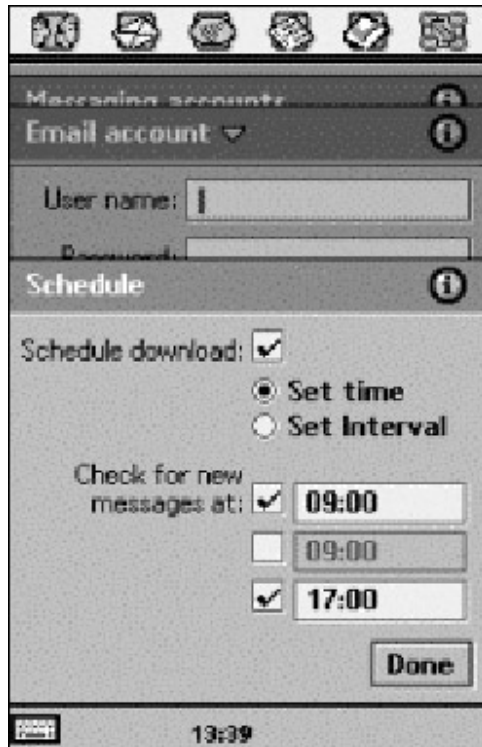 Messaging accounts
Email account
User name:
Password:
Schedule
Schedule download:
Set time
Set Interval
Check for new
messages at:
09:00
09:00
17:00
Done
13:39